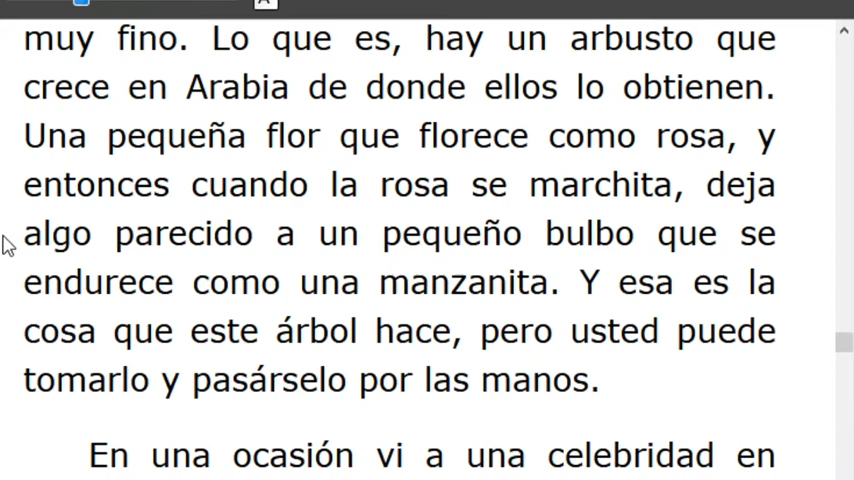 muy fino. Lo que es, hay un arbusto que
crece en Arabia de donde ellos lo obtienen.
Una pequeña flor que florece como rosa, y
entonces cuando la rosa se marchita, deja
algo parecido a un pequeño bulbo que se
endurece como una manzanita. Y esa es la
cosa que este árbol hace, pero usted puede
tomarlo y pasárselo por las manos.
En una ocasión vi a una celebridad en